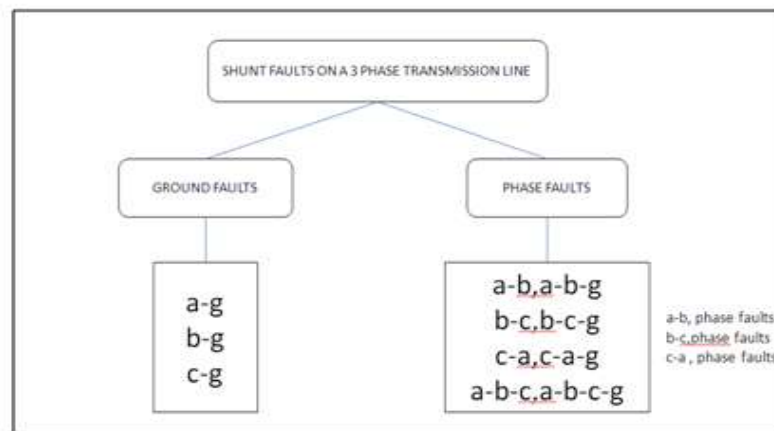 SHUNT FAULTS ON A 3 PHASE TRANSMISSION LINE
GROUND FAULTS
PHASE FAULTS
a-g
b-g
c-g
a-b,a-b-g
b-c,b-c-g
c-a,c-a-g
a-b-c,a-b-c-g
a-b, phase faults
b-c,phase faults
c-a , phase faults